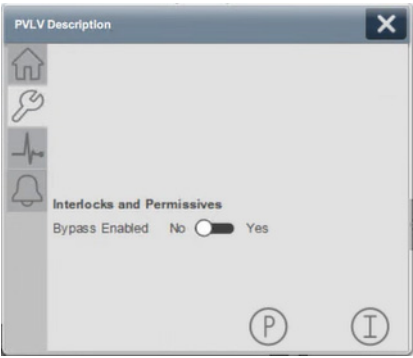 PVLV Description
Interlocks and Permissives
Bypass Enabled No Yes
P I